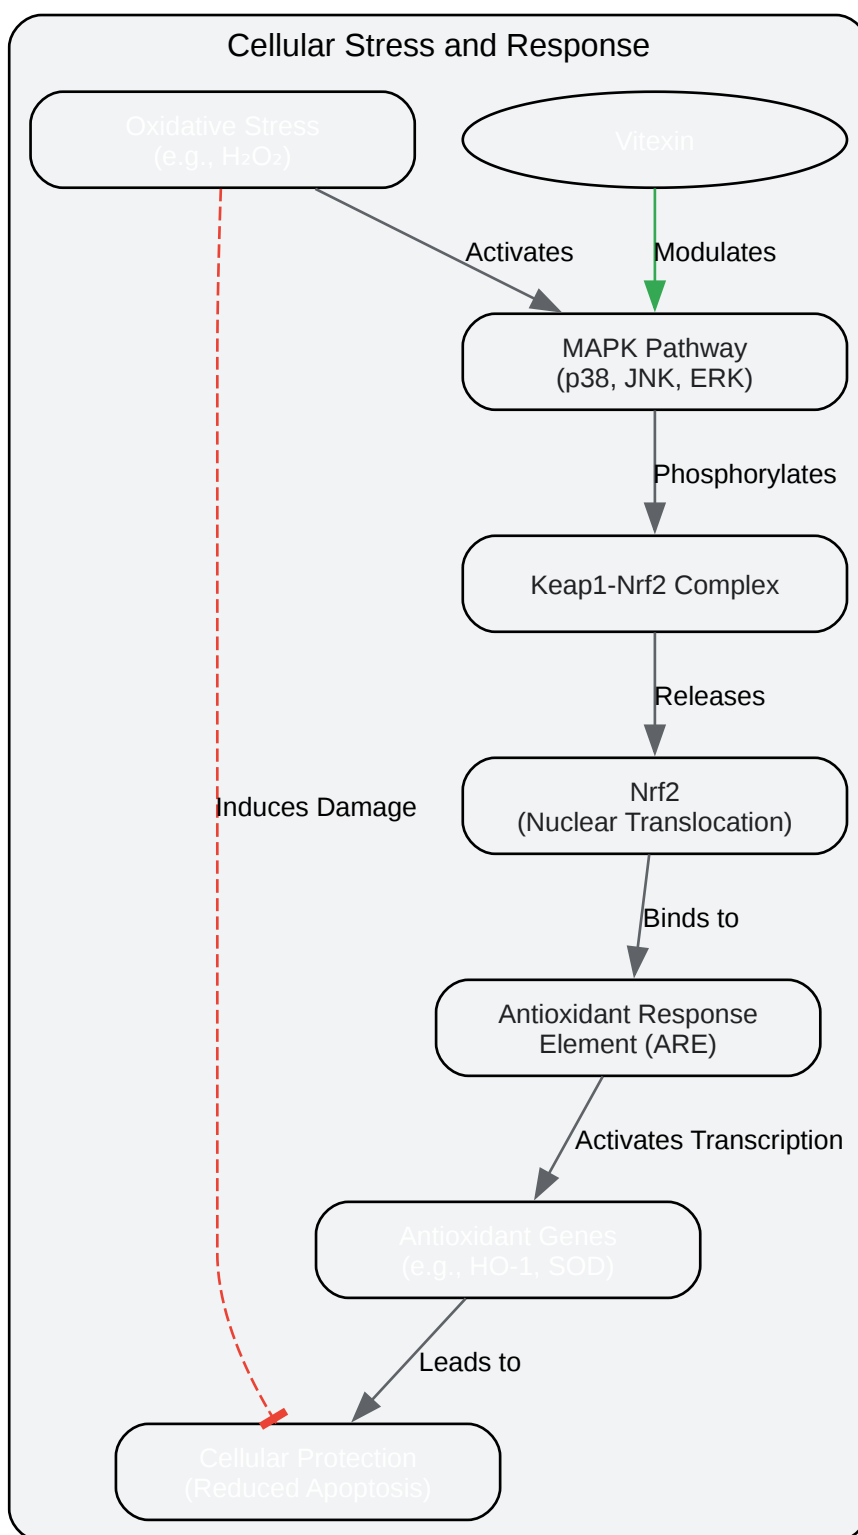 Cellular Stress and Response
Oxidative Stress
(e.g., H₂O₂)
Vitexin
Activates
Modulates
MAPK Pathway
(p38, JNK, ERK)
Phosphorylates
Keap1-Nrf2 Complex
Releases
Nrf2
(Nuclear Translocation)
Induces Damage
Binds to
Antioxidant Response
Element (ARE)
Activates Transcription
Antioxidant Genes
(e.g., HO-1, SOD)
Leads to
Cellular Protection
(Reduced Apoptosis)